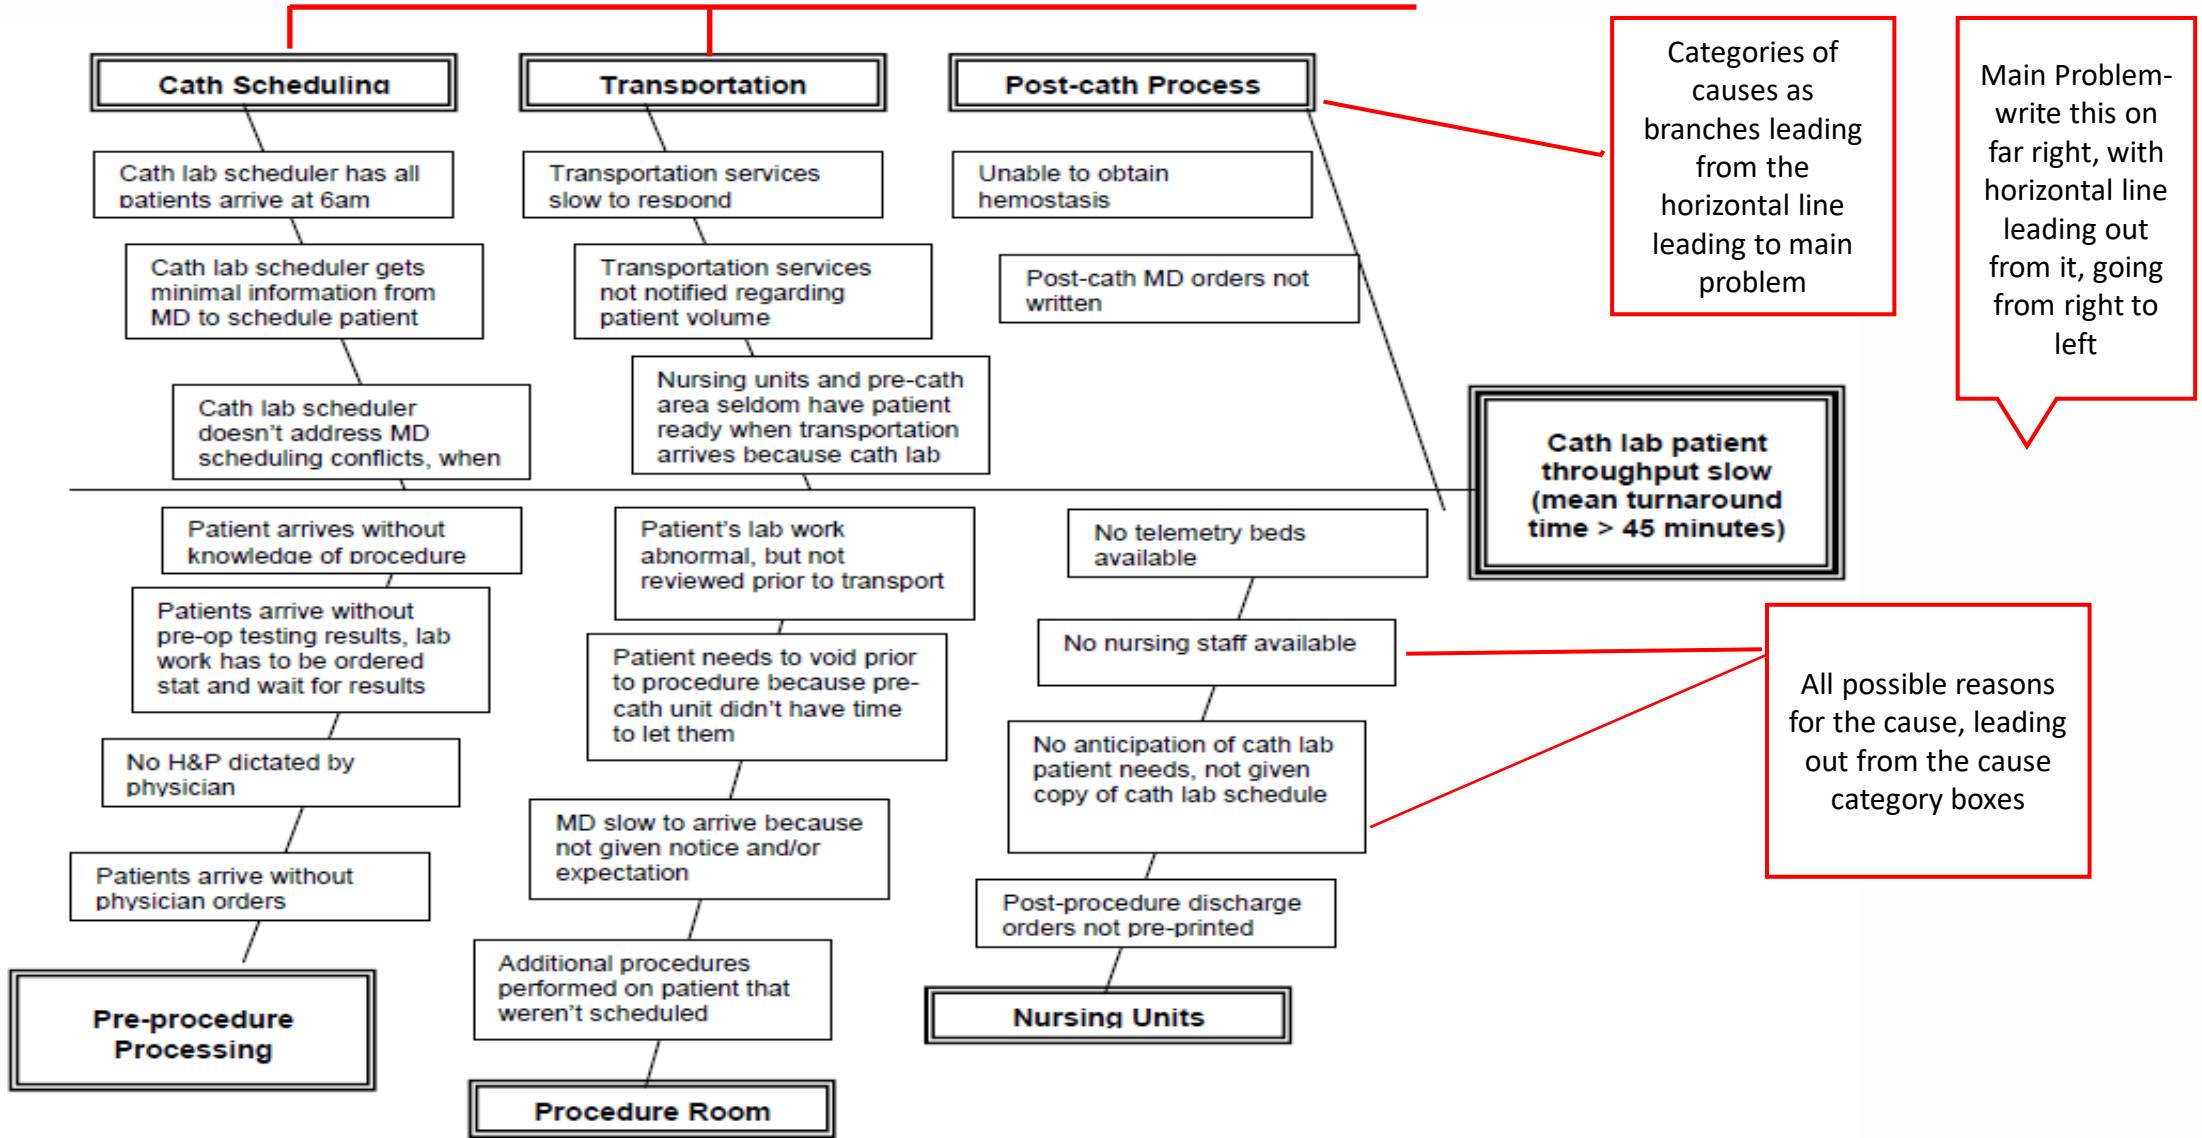 Cath Scheduling
Cath lab scheduler has all
patients arrive at 6am
Cath lab scheduler gets
minimal information from
MD to schedule patient
Cath lab scheduler
doesn't address MD
scheduling conflicts, when
Transportation
Transportation services
slow to respond
Transportation services
not notified regarding
patient volume
Nursing units and pre-cath
area seldom have patient
ready when transportation
arrives because cath lab
Post-cath Process
Unable to obtain
hemostasis
Post-cath MD orders not
written
Categories of
causes as
branches leading
from the
horizontal line
leading to main
problem
Main Problem-
write this on
far right, with
horizontal line
leading out
from it, going
from right to
left
Cath lab patient
throughput slow
(mean turnaround
time > 45 minutes)
Patient arrives without
knowledge of procedure
Patients arrive without
pre-op testing results, lab
work has to be ordered
stat and wait for results
No H&P dictated by
physician
Patients arrive without
physician orders
Pre-procedure
Processing
Patient's lab work
abnormal, but not
reviewed prior to transport
Patient needs to void prior
to procedure because pre-
cath unit didn't have time
to let them
MD slow to arrive because
not given notice and/or
expectation
Additional procedures
performed on patient that
weren't scheduled
Procedure Room
No telemetry beds
available
No nursing staff available
No anticipation of cath lab
patient needs, not given
copy of cath lab schedule
Post-procedure discharge
orders not pre-printed
Nursing Units
All possible reasons
for the cause, leading
out from the cause
category boxes